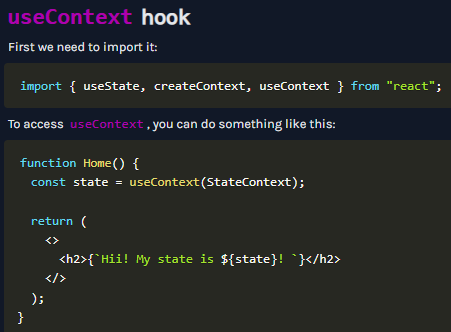 useContext hook
First we need to import it:
import { useState, createContext, useContext } from "react";
To access useContext, you can do something like this:
function Home() {
  const state = useContext(StateContext);

  return (
    <>
      <h2>{`Hii! My state is ${state}! `}</h2>
    </>
  );
}